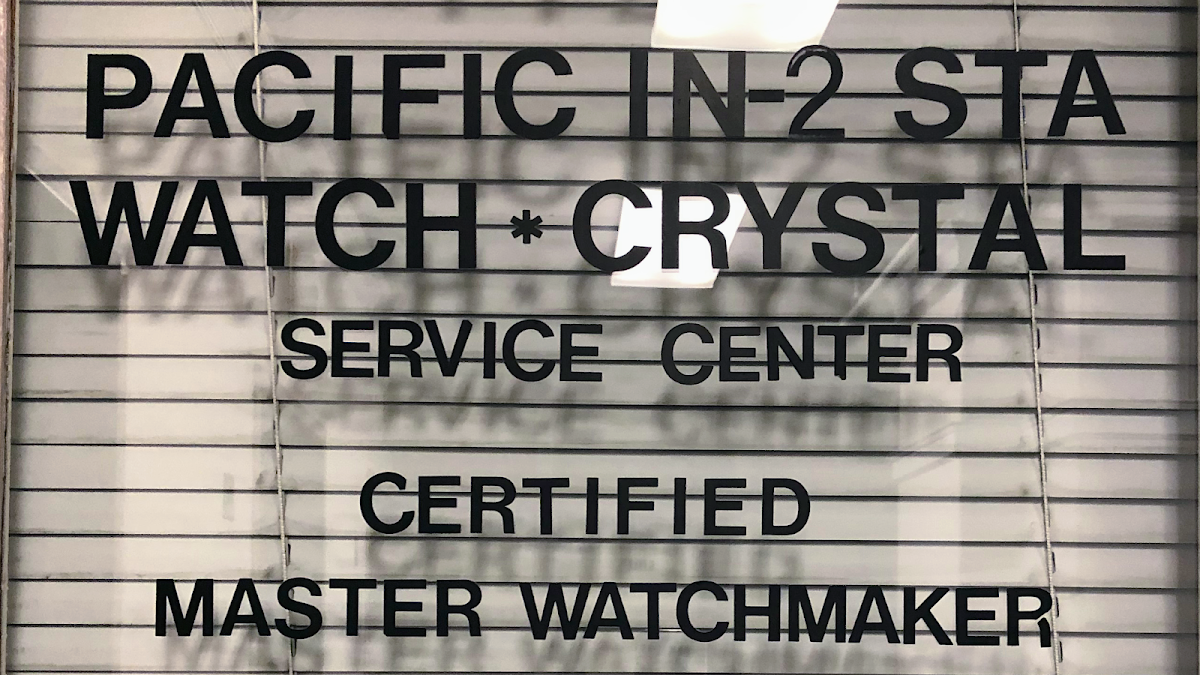 PACIFIC IN-2 STA
WATCH * CRYSTAL
SERVICE CENTER
CERTIFIED
MASTER WATCHMAKER